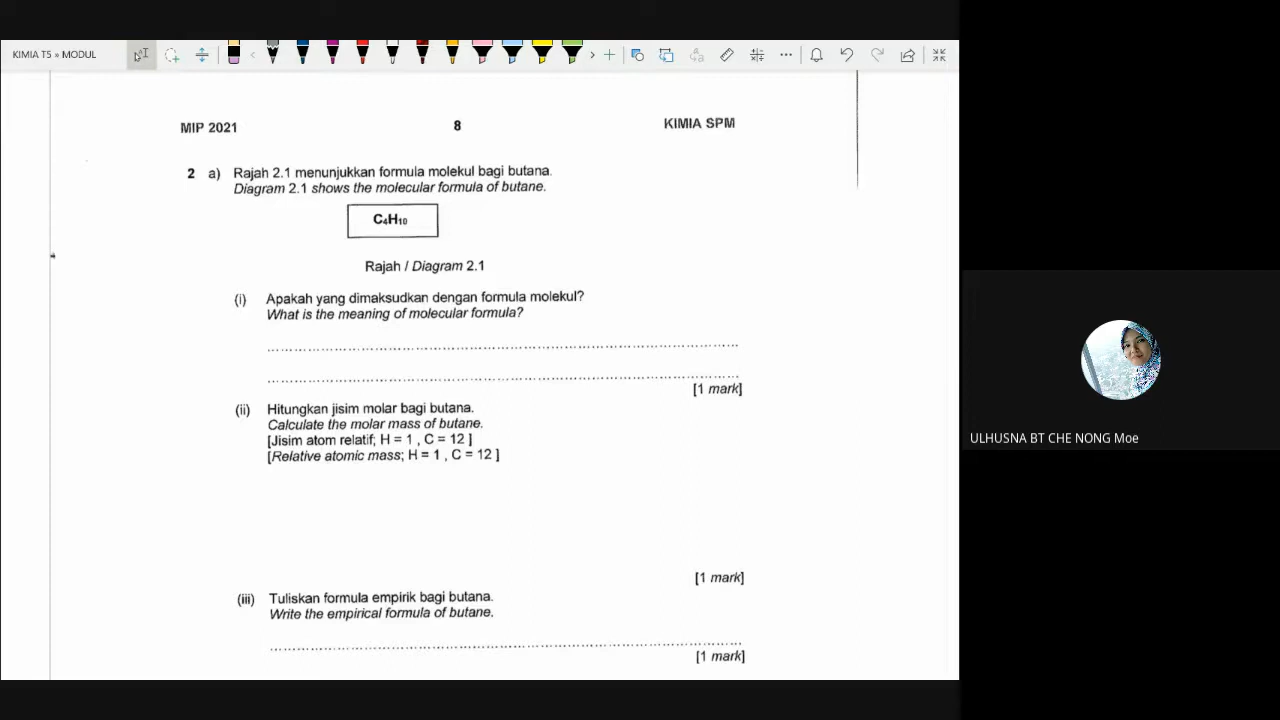 KIMIA T5 » MODUL
MIP 2021
8
KIMIA SPM
2 a) Rajah 2.1 menunjukkan formula molekul bagi butana.
Diagram 2.1 shows the molecular formula of butane.
C₄H₁₀
Rajah / Diagram 2.1
(i) Apakah yang dimaksudkan dengan formula molekul?
What is the meaning of molecular formula?
[1 mark]
(ii) Hitungkan jisim molar bagi butana.
Calculate the molar mass of butane.
[Jisim atom relatif; H = 1 , C = 12 ]
[Relative atomic mass; H = 1 , C = 12 ]
[1 mark]
(iii) Tuliskan formula empirik bagi butana.
Write the empirical formula of butane.
[1 mark]
ULHUSNA BT CHE NONG Moe